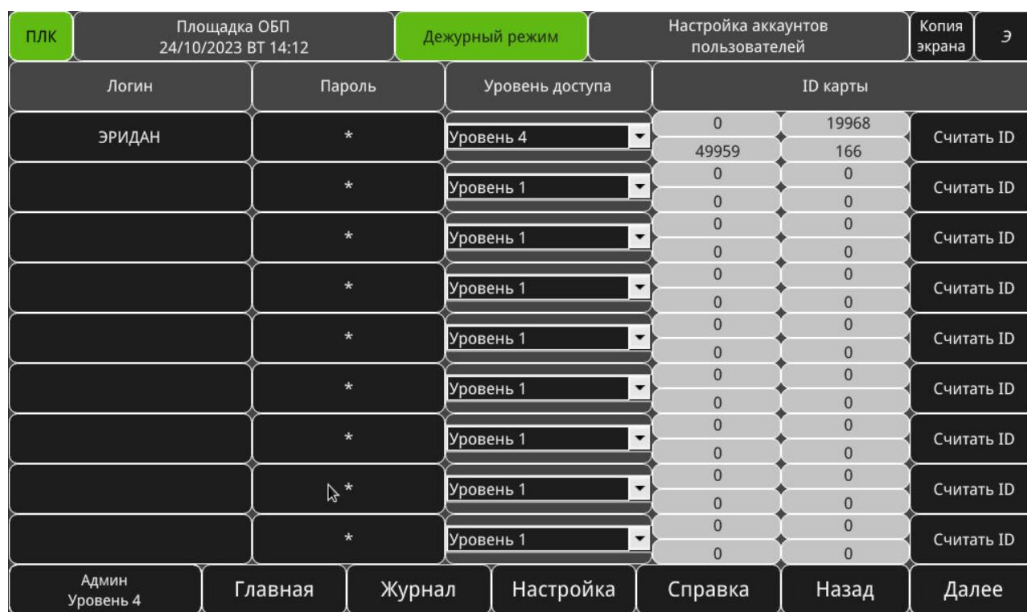 ПЛК
Площадка ОБП
24/10/2023 ВТ 14:12
Дежурный режим
Настройка аккаунтов
пользователей
Копия
экрана
Э
Логин
Пароль
Уровень доступа
ID карты
ЭРИДАН
*
Уровень 4
0 19968
49959 166
Считать ID
*
Уровень 1
0 0
0 0
Считать ID
*
Уровень 1
0 0
0 0
Считать ID
*
Уровень 1
0 0
0 0
Считать ID
*
Уровень 1
0 0
0 0
Считать ID
*
Уровень 1
0 0
0 0
Считать ID
*
Уровень 1
0 0
0 0
Считать ID
*
Уровень 1
0 0
0 0
Считать ID
*
Уровень 1
0 0
0 0
Считать ID
Админ
Уровень 4
Главная
Журнал
Настройка
Справка
Назад
Далее